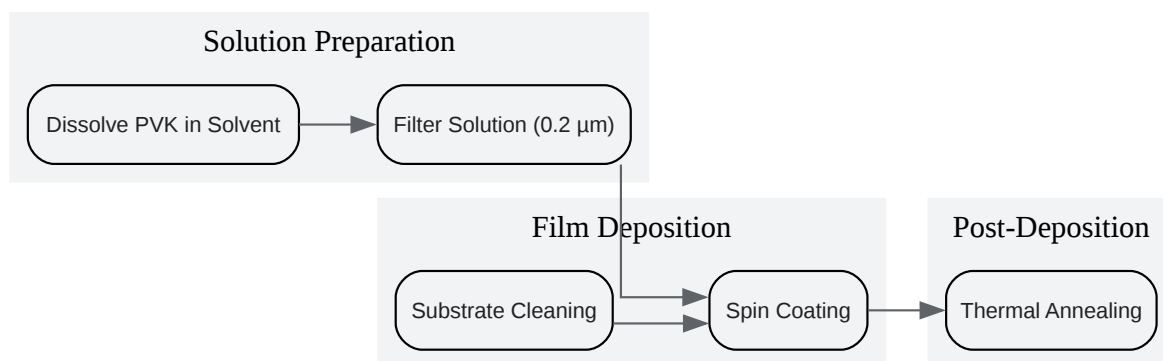 Solution Preparation
Dissolve PVK in Solvent
Filter Solution (0.2 µm)
Film Deposition
Substrate Cleaning
Spin Coating
Post-Deposition
Thermal Annealing